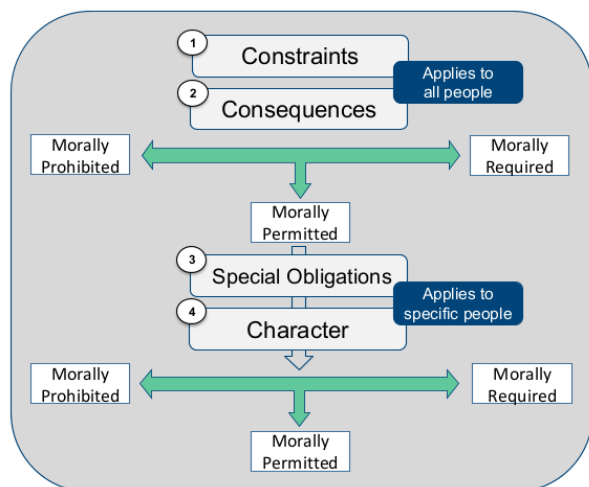 1
Constraints
Applies to
all people
2
Consequences
Morally
Prohibited
Morally
Required
Morally
Permitted
3
Special Obligations
Applies to
specific people
4
Character
Morally
Prohibited
Morally
Required
Morally
Permitted